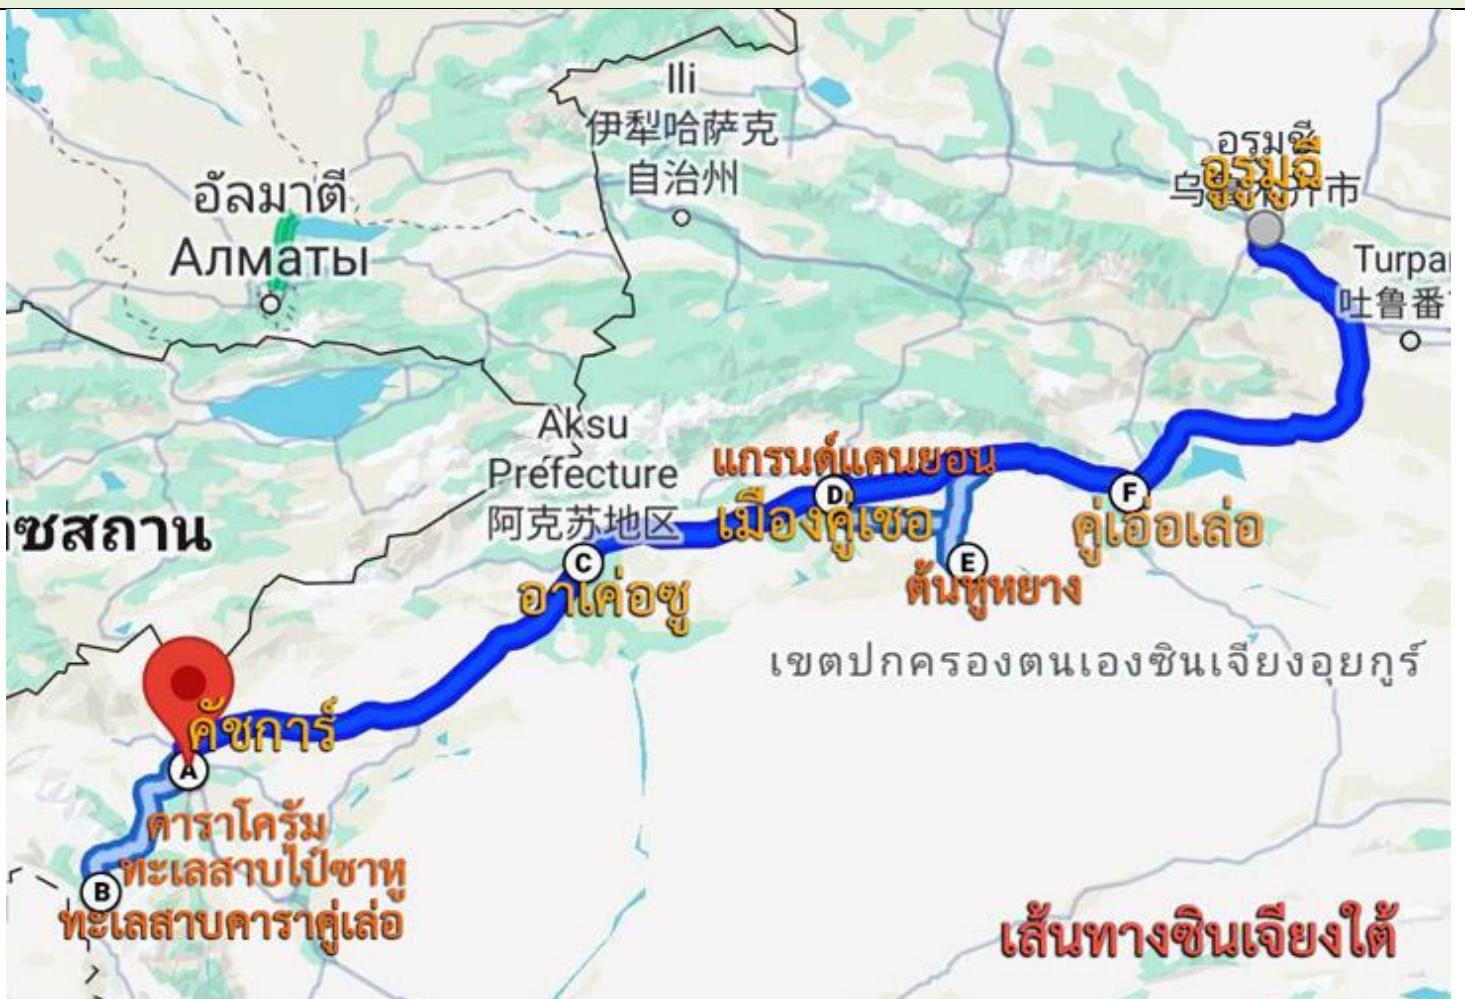 Ili
伊犁哈萨克
自治州
อุรุมชี
อูรูมูฉี
อัลมาตี
Алматы
Turpa
吐鲁番
Aksu
Prefecture
阿克苏地区
แกรนด์แคนยอน
D
เมืองคู่เชอ
F
คู่เอ๋อเล่อ
C
อาเค่อซู
E
ต้นหูหยาง
ซสถาน
เขตปกครองตนเองซินเจียงอุยกูร์
คัชการ์
A
คาราโครัม
ทะเลสาบไป๋ซาหู
B
ทะเลสาบคาราคู่เล่อ
เส้นทางซินเจียงใต้